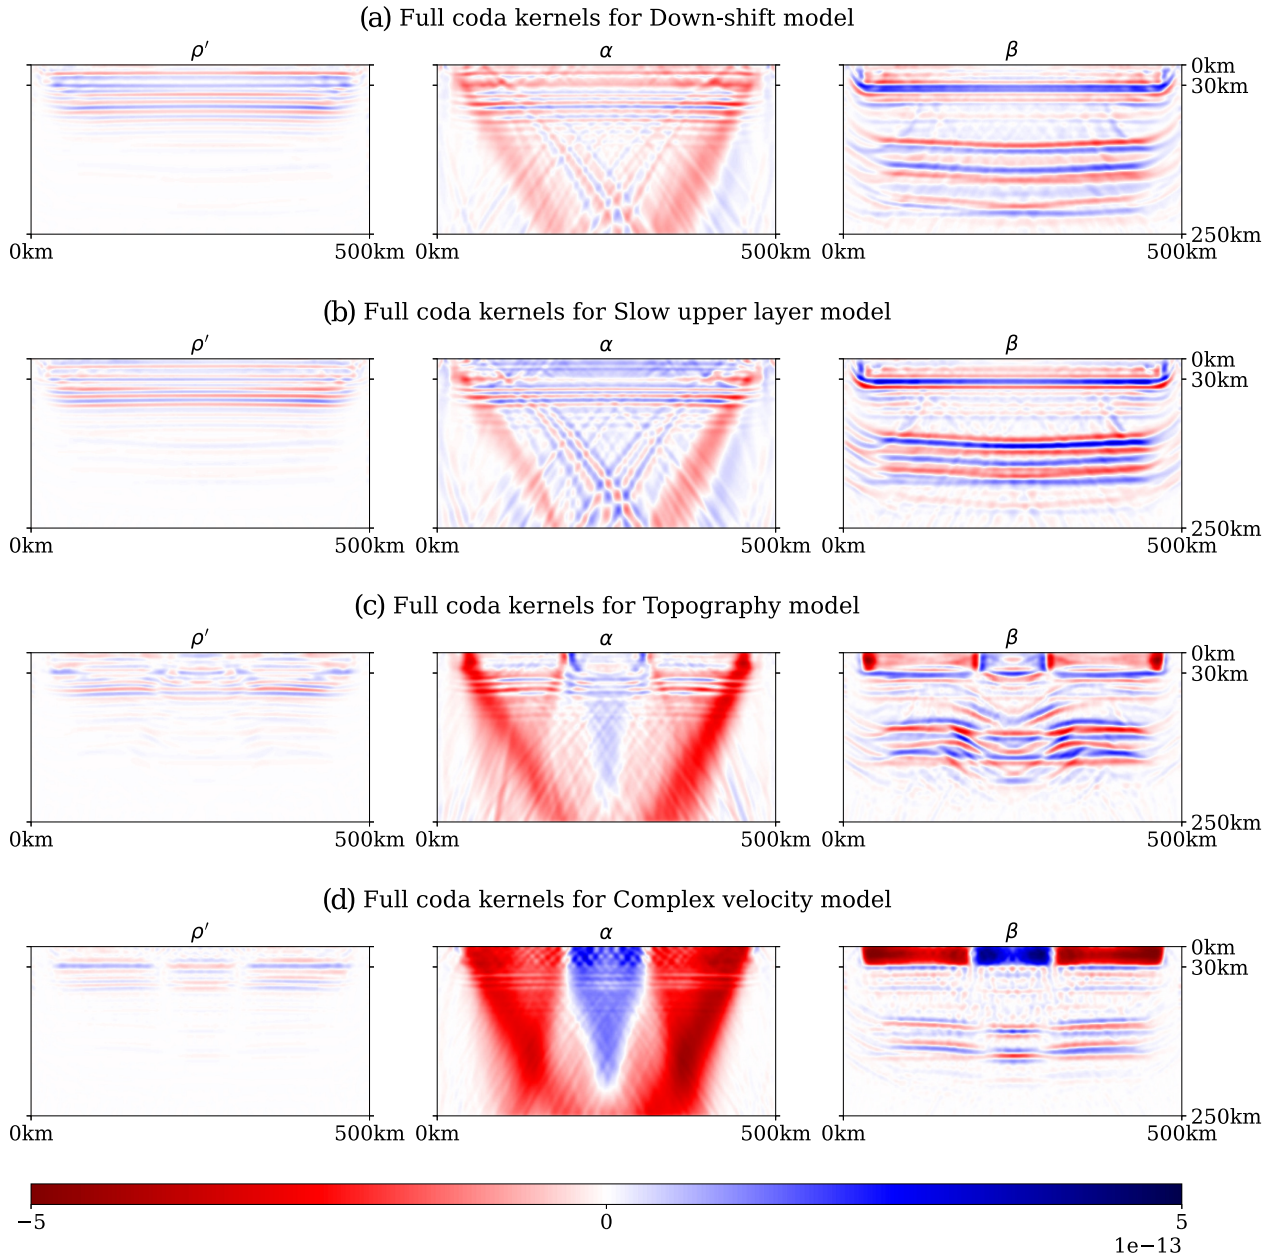 (a) Full coda kernels for Down-shift model
ρ′ α β
0km
30km
250km
0km 500km 0km 500km 0km 500km
(b) Full coda kernels for Slow upper layer model
ρ′ α β
0km
30km
250km
0km 500km 0km 500km 0km 500km
(c) Full coda kernels for Topography model
ρ′ α β
0km
30km
250km
0km 500km 0km 500km 0km 500km
(d) Full coda kernels for Complex velocity model
ρ′ α β
0km
30km
250km
0km 500km 0km 500km 0km 500km
−5 0 5
1e−13